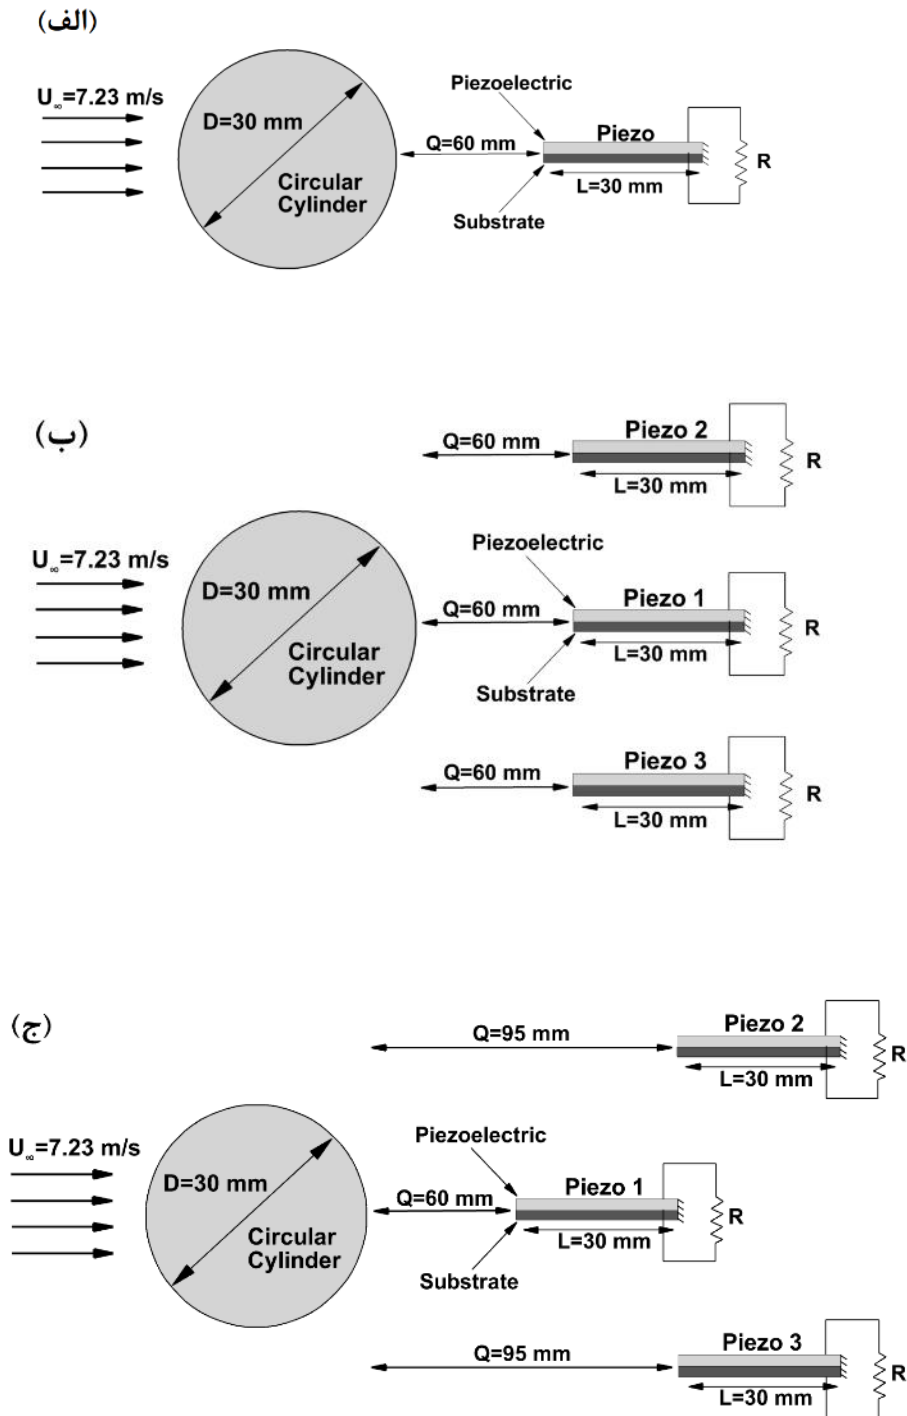 (الف)
U∞=7.23 m/s
D=30 mm
Circular
Cylinder
Q=60 mm
Piezoelectric
Piezo
L=30 mm
Substrate
R
(ب)
Q=60 mm
Piezo 2
L=30 mm
R
U∞=7.23 m/s
D=30 mm
Circular
Cylinder
Piezoelectric
Q=60 mm
Piezo 1
L=30 mm
Substrate
R
Q=60 mm
Piezo 3
L=30 mm
R
(ج)
Q=95 mm
Piezo 2
L=30 mm
R
U∞=7.23 m/s
D=30 mm
Circular
Cylinder
Piezoelectric
Q=60 mm
Piezo 1
L=30 mm
Substrate
R
Q=95 mm
Piezo 3
L=30 mm
R